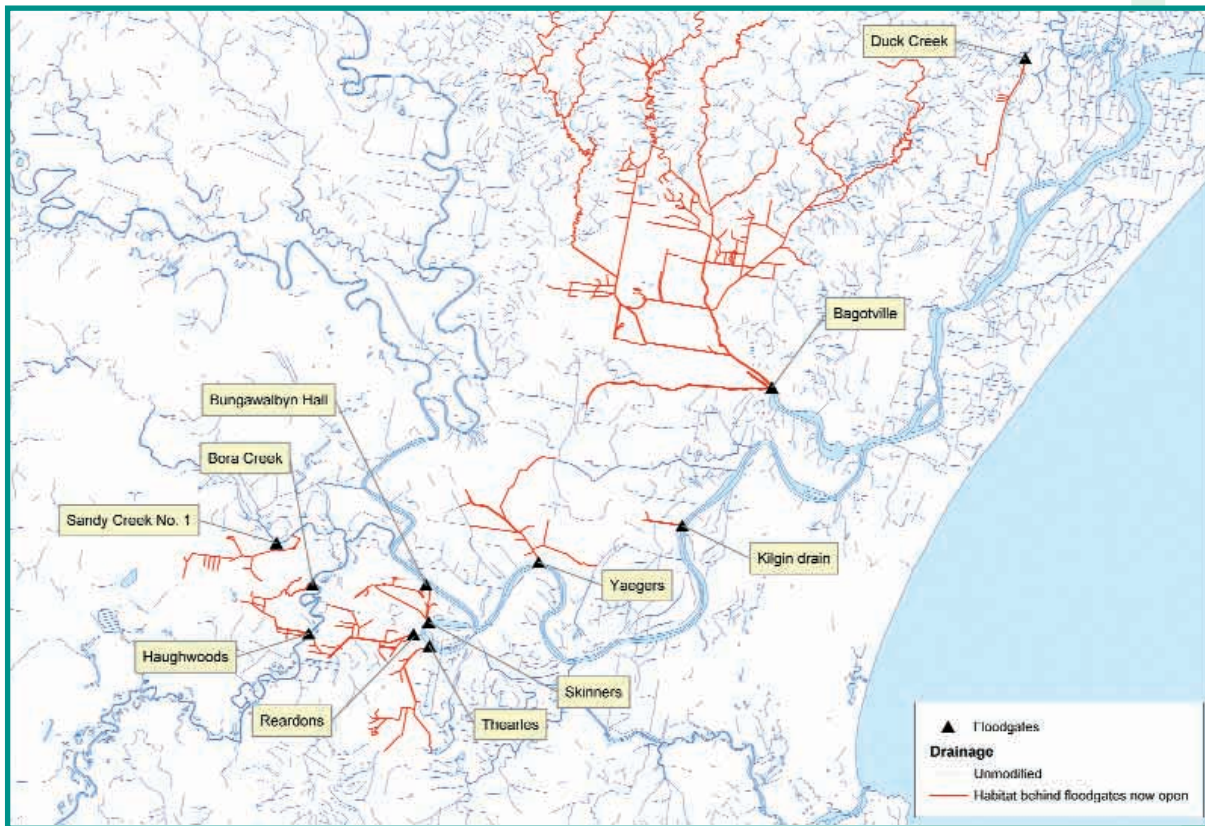 Duck Creek
Bagotville
Bungawalbyn Hall
Bora Creek
Sandy Creek No. 1
Kilgin drain
Yaegers
Haughwoods
Skinners
Reardons
Thearles
Floodgates
Drainage
Unmodified
Habitat behind floodgates now open